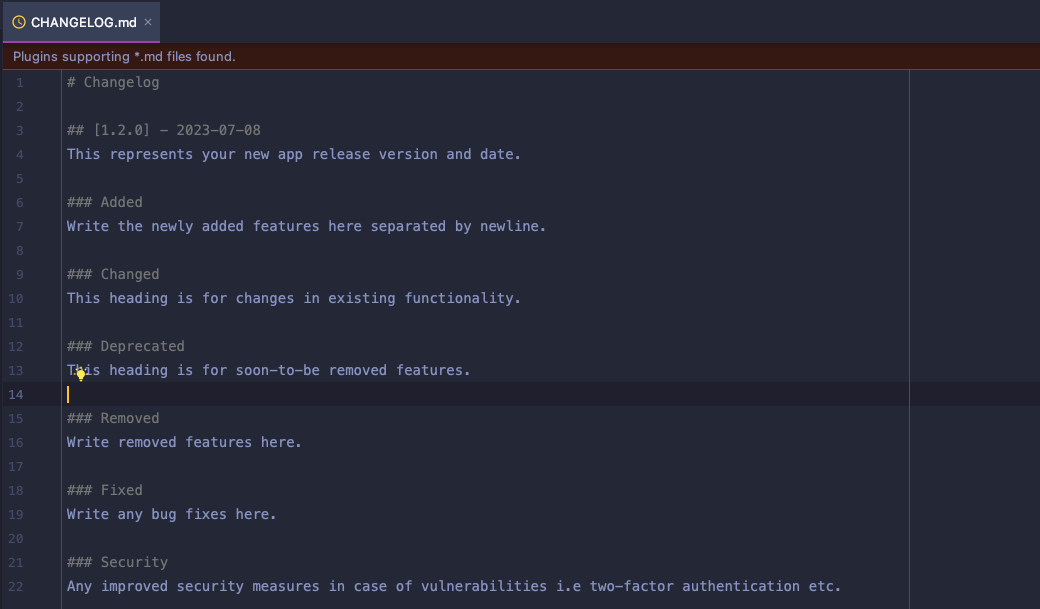 CHANGELOG.md ×
Plugins supporting *.md files found.
1 # Changelog
2
3 ## [1.2.0] - 2023-07-08
4 This represents your new app release version and date.
5
6 ### Added
7 Write the newly added features here separated by newline.
8
9 ### Changed
10 This heading is for changes in existing functionality.
11
12 ### Deprecated
13 This heading is for soon-to-be removed features.
14
15 ### Removed
16 Write removed features here.
17
18 ### Fixed
19 Write any bug fixes here.
20
21 ### Security
22 Any improved security measures in case of vulnerabilities i.e two-factor authentication etc.